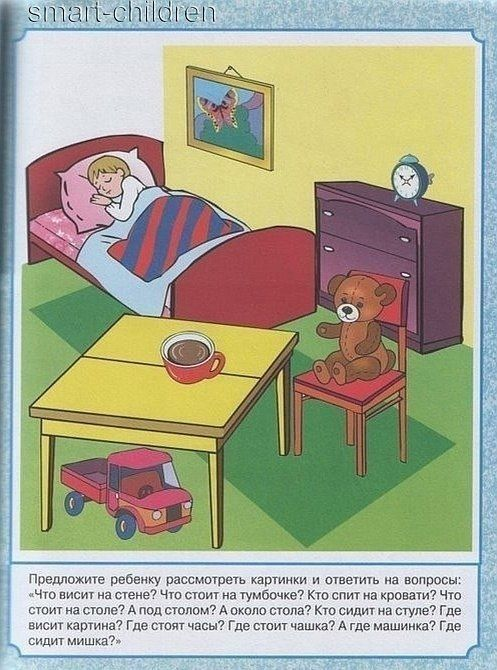 smart-children
Предложите ребенку рассмотреть картинки и ответить на вопросы:
«Что висит на стене? Что стоит на тумбочке? Кто спит на кровати? Что
стоит на столе? А под столом? А около стола? Кто сидит на стуле? Где
висит картина? Где стоят часы? Где стоит чашка? А где машинка? Где
сидит мишка?»